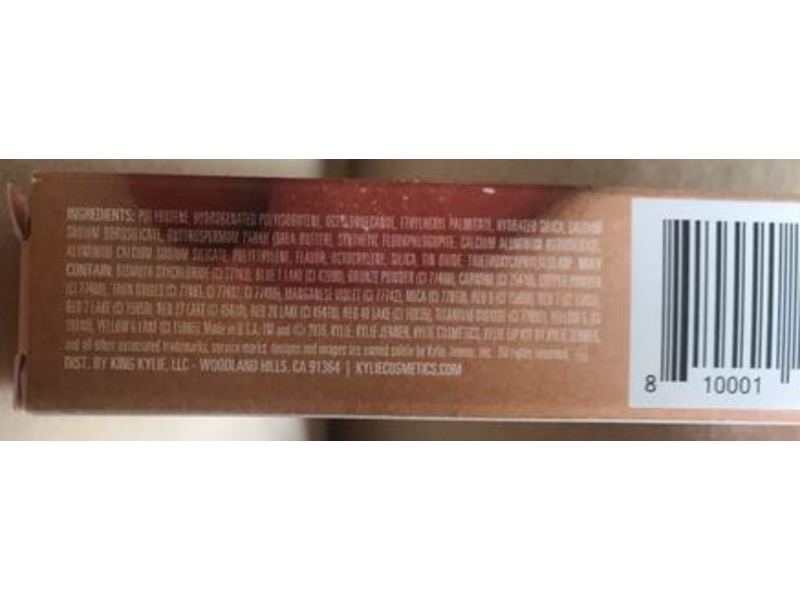 INGREDIENTS: POLYBUTENE, HYDROGENATED POLYISOBUTENE, OCTYLDODECANOL, ETHYLHEXYL PALMITATE, HYDRATED SILICA, CALCIUM
SODIUM BOROSILICATE, BUTYROSPERMUM PARKII (SHEA BUTTER), SYNTHETIC FLUORPHLOGOPITE, CALCIUM ALUMINUM BOROSILICATE,
ALUMINUM CALCIUM SODIUM SILICATE, POLYETHYLENE, FLAVOR, SILICA, TIN OXIDE, MAY
CONTAIN: BISMUTH OXYCHLORIDE (CI 77163), BLUE 1 LAKE (CI 42090), BRONZE POWDER (CI 77400), CARMINE (CI 75470), COPPER POWDER
(CI 77400), IRON OXIDES (CI 77491, CI 77492, CI 77499), MANGANESE VIOLET (CI 77742), MICA (CI 77019), RED 6 (CI 15850), RED 7 (CI 15850),
RED 7 LAKE (CI 15850), RED 27 LAKE (CI 45410), RED 28 LAKE (CI 45410), RED 40 LAKE (CI 16035), TITANIUM DIOXIDE (CI 77891), YELLOW 5 (CI
19140), YELLOW 6 LAKE (CI 15985). Made in U.S.A. TM and © 2016, KYLIE, KYLIE JENNER, KYLIE COSMETICS, KYLIE LIP KIT BY KYLIE JENNER,
and all other associated trademarks, service marks, designs and images are owned solely by Kylie Jenner, Inc. All rights reserved.
DIST. BY KING KYLIE, LLC - WOODLAND HILLS, CA 91364 | KYLIECOSMETICS.COM
8 10001